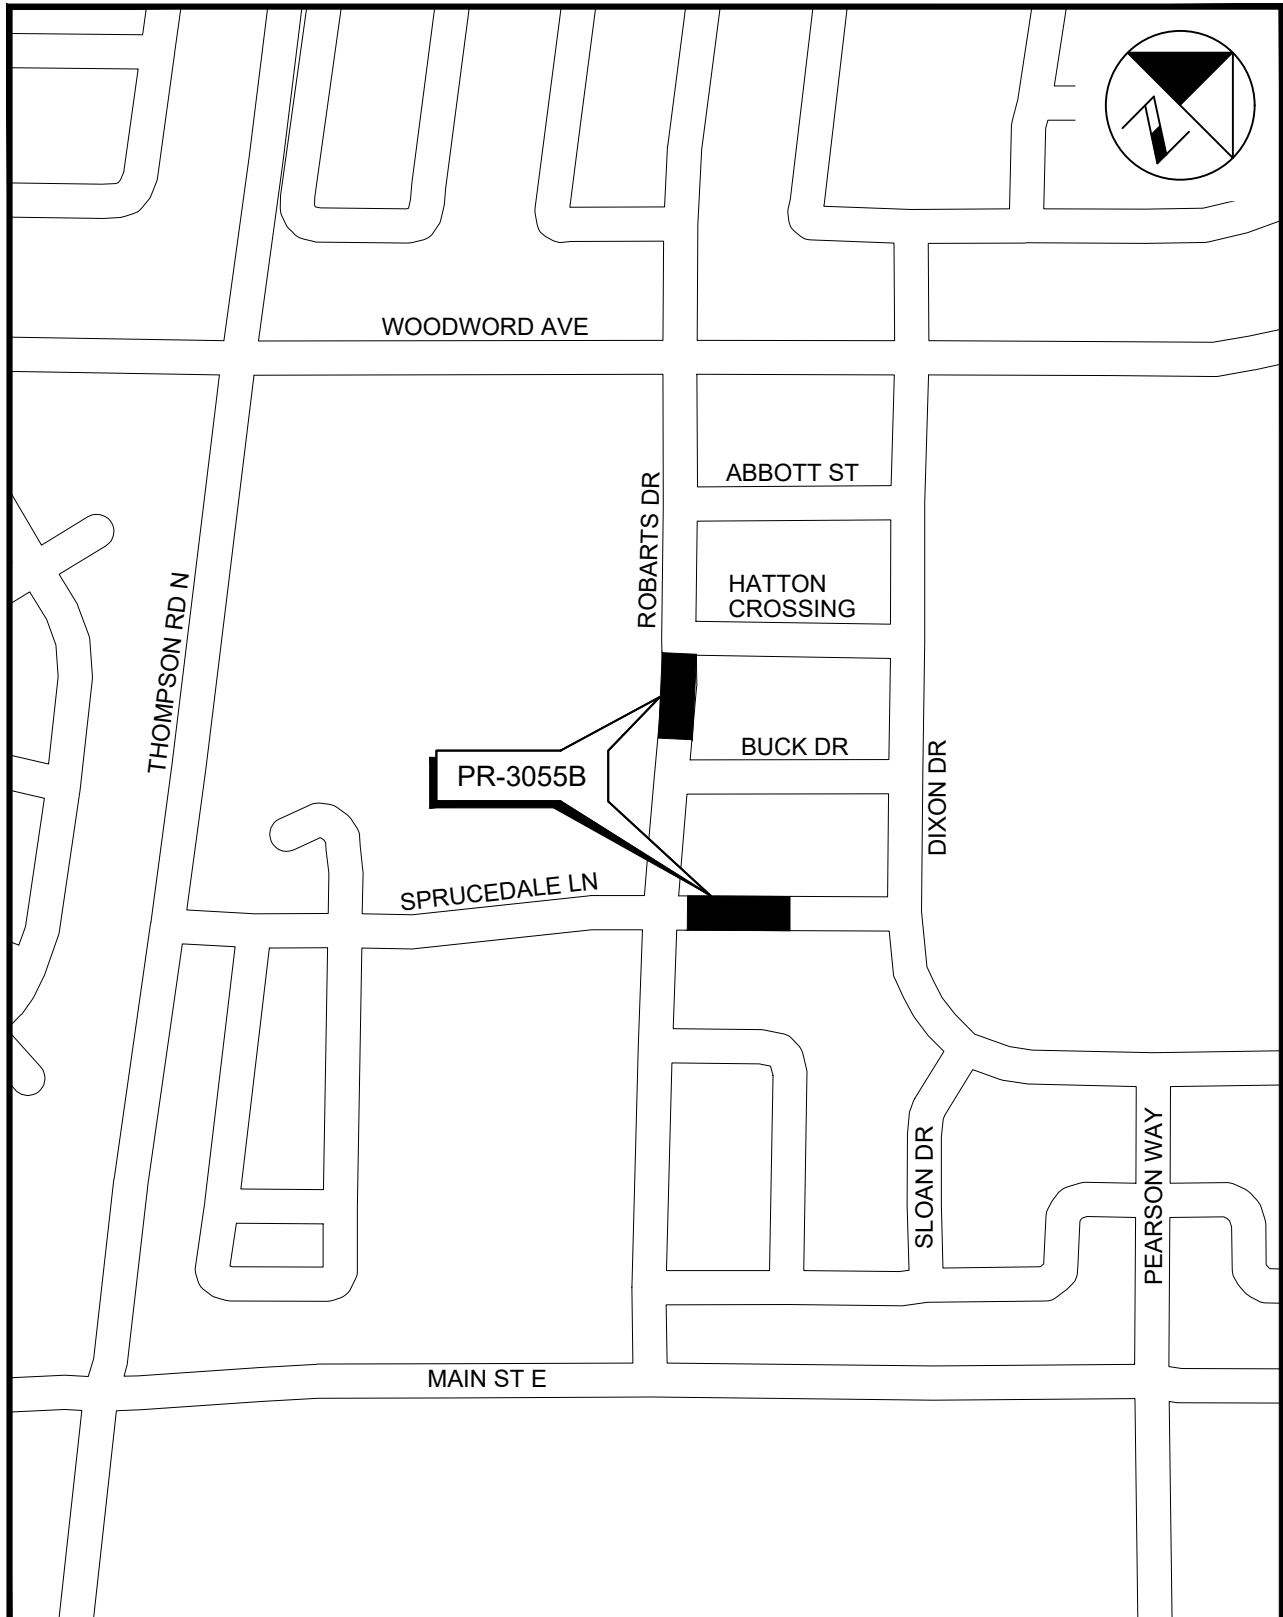 WOODWORD AVE
ABBOTT ST
ROBARTS DR
HATTON
CROSSING
THOMPSON RD N
BUCK DR
PR-3055B
DIXON DR
SPRUCEDALE LN
SLOAN DR
PEARSON WAY
MAIN ST E